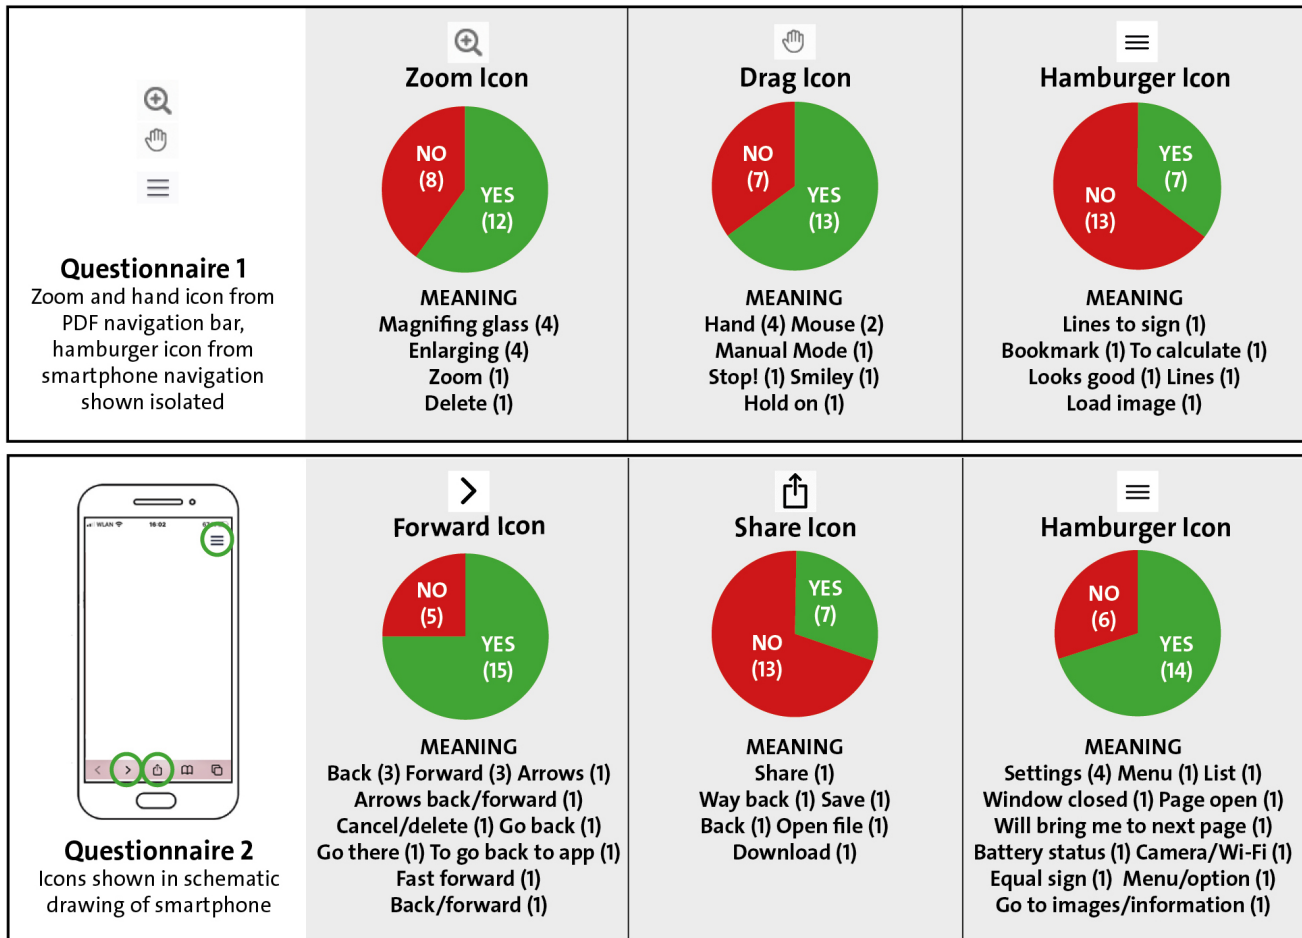 Questionnaire 1
Zoom and hand icon from
PDF navigation bar,
hamburger icon from
smartphone navigation
shown isolated
Zoom Icon
NO
(8)
YES
(12)
MEANING
Magnifing glass (4)
Enlarging (4)
Zoom (1)
Delete (1)
Drag Icon
NO
(7)
YES
(13)
MEANING
Hand (4) Mouse (2)
Manual Mode (1)
Stop! (1) Smiley (1)
Hold on (1)
Hamburger Icon
YES
(7)
NO
(13)
MEANING
Lines to sign (1)
Bookmark (1) To calculate (1)
Looks good (1) Lines (1)
Load image (1)
WLAN 16:02
Questionnaire 2
Icons shown in schematic
drawing of smartphone
Forward Icon
NO
(5)
YES
(15)
MEANING
Back (3) Forward (3) Arrows (1)
Arrows back/forward (1)
Cancel/delete (1) Go back (1)
Go there (1) To go back to app (1)
Fast forward (1)
Back/forward (1)
Share Icon
YES
(7)
NO
(13)
MEANING
Share (1)
Way back (1) Save (1)
Back (1) Open file (1)
Download (1)
Hamburger Icon
NO
(6)
YES
(14)
MEANING
Settings (4) Menu (1) List (1)
Window closed (1) Page open (1)
Will bring me to next page (1)
Battery status (1) Camera/Wi-Fi (1)
Equal sign (1) Menu/option (1)
Go to images/information (1)